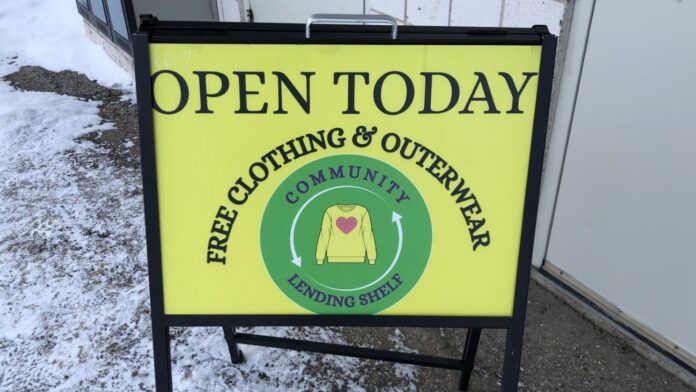 OPEN TODAY
FREE CLOTHING & OUTERWEAR
COMMUNITY
LENDING SHELF